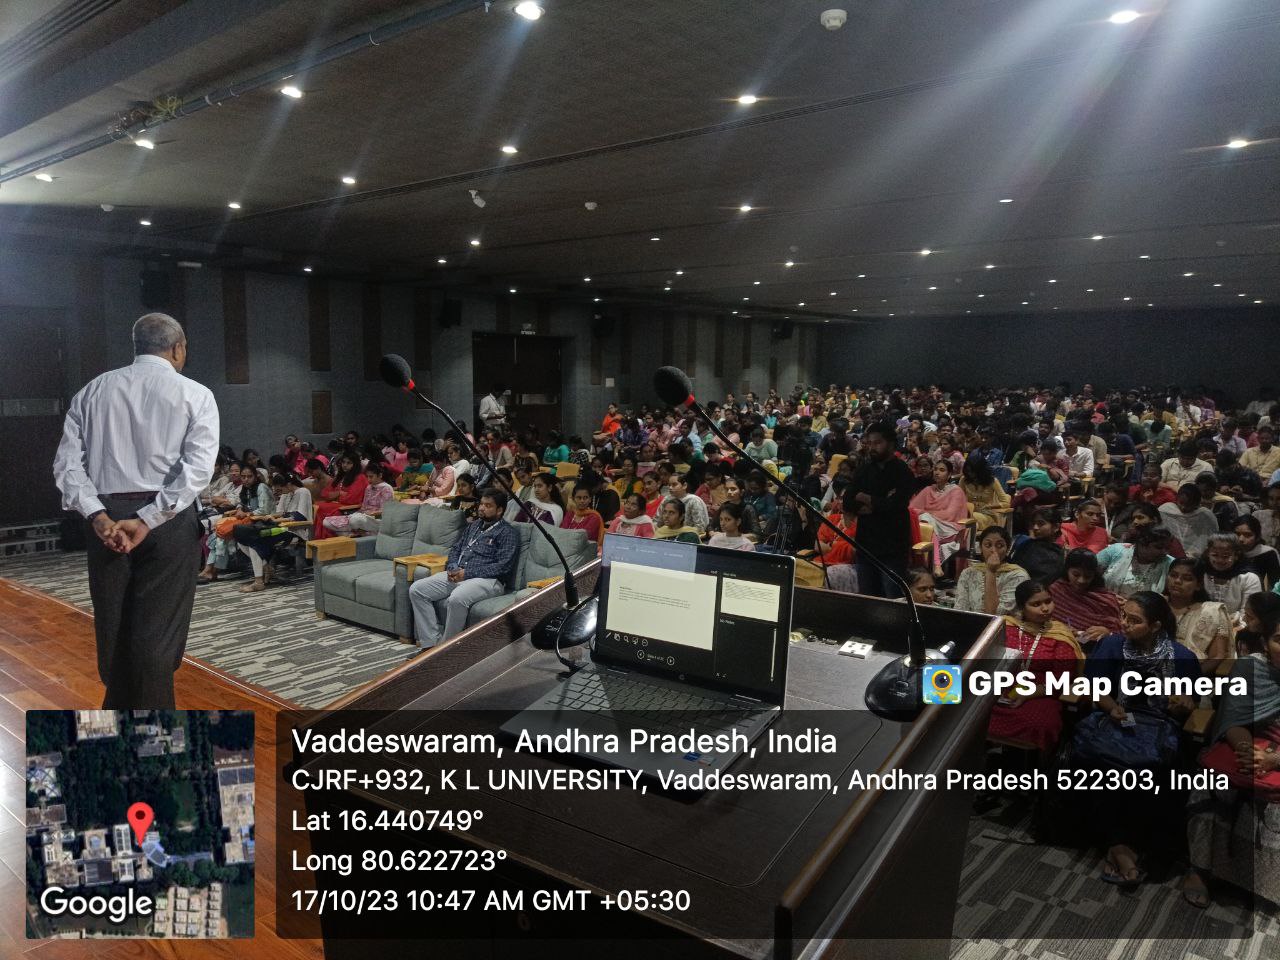 GPS Map Camera
Vaddeswaram, Andhra Pradesh, India
CJRF+932, K L UNIVERSITY, Vaddeswaram, Andhra Pradesh 522303, India
Lat 16.440749°
Long 80.622723°
17/10/23 10:47 AM GMT +05:30
Google